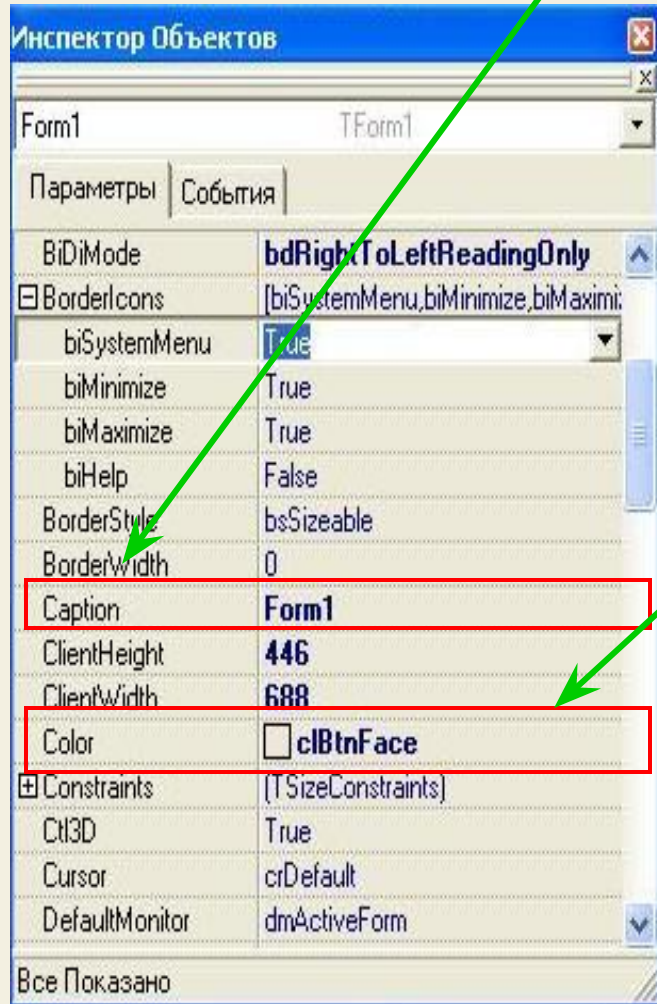 Инспектор Объектов
Form1 TForm1
Параметры События
BiDiMode bdRightToLeftReadingOnly
BorderIcons [biSystemMenu,biMinimize,biMaximi:
biSystemMenu True
biMinimize True
biMaximize True
biHelp False
BorderStyle bsSizeable
BorderWidth 0
Caption Form1
ClientHeight 446
ClientWidth 688
Color clBtnFace
Constraints (TSizeConstraints)
Ctl3D True
Cursor crDefault
DefaultMonitor dmActiveForm
Все Показано